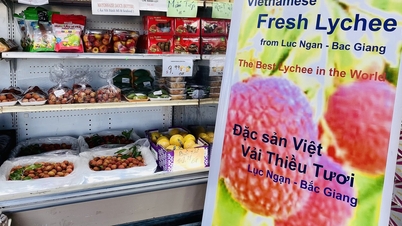 Vietnamese
Fresh Lychee
from Luc Ngan - Bac Giang
The Best Lychee in the World
Đặc sản Việt
Vải Thiều Tươi
Lục Ngạn - Bắc Giang